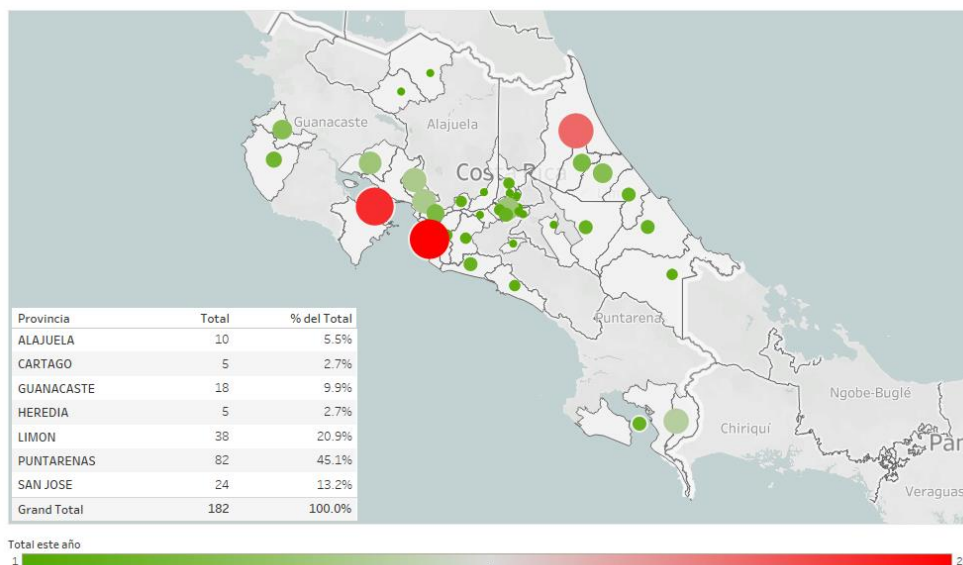 Guanacaste
Alajuela
Costa Rica
Puntarena
Ngobe-Buglé
Chiriquí
Veraguas
Provincia Total % del Total
ALAJUELA 10 5.5%
CARTAGO 5 2.7%
GUANACASTE 18 9.9%
HEREDIA 5 2.7%
LIMON 38 20.9%
PUNTARENAS 82 45.1%
SAN JOSE 24 13.2%
Grand Total 182 100.0%
Total este año
1 2